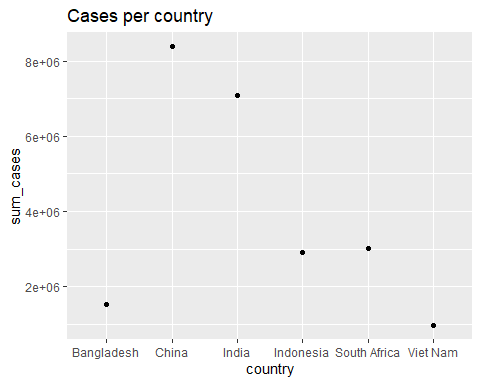 Cases per country
sum_cases
8e+06
6e+06
4e+06
2e+06
Bangladesh China India Indonesia South Africa Viet Nam
country